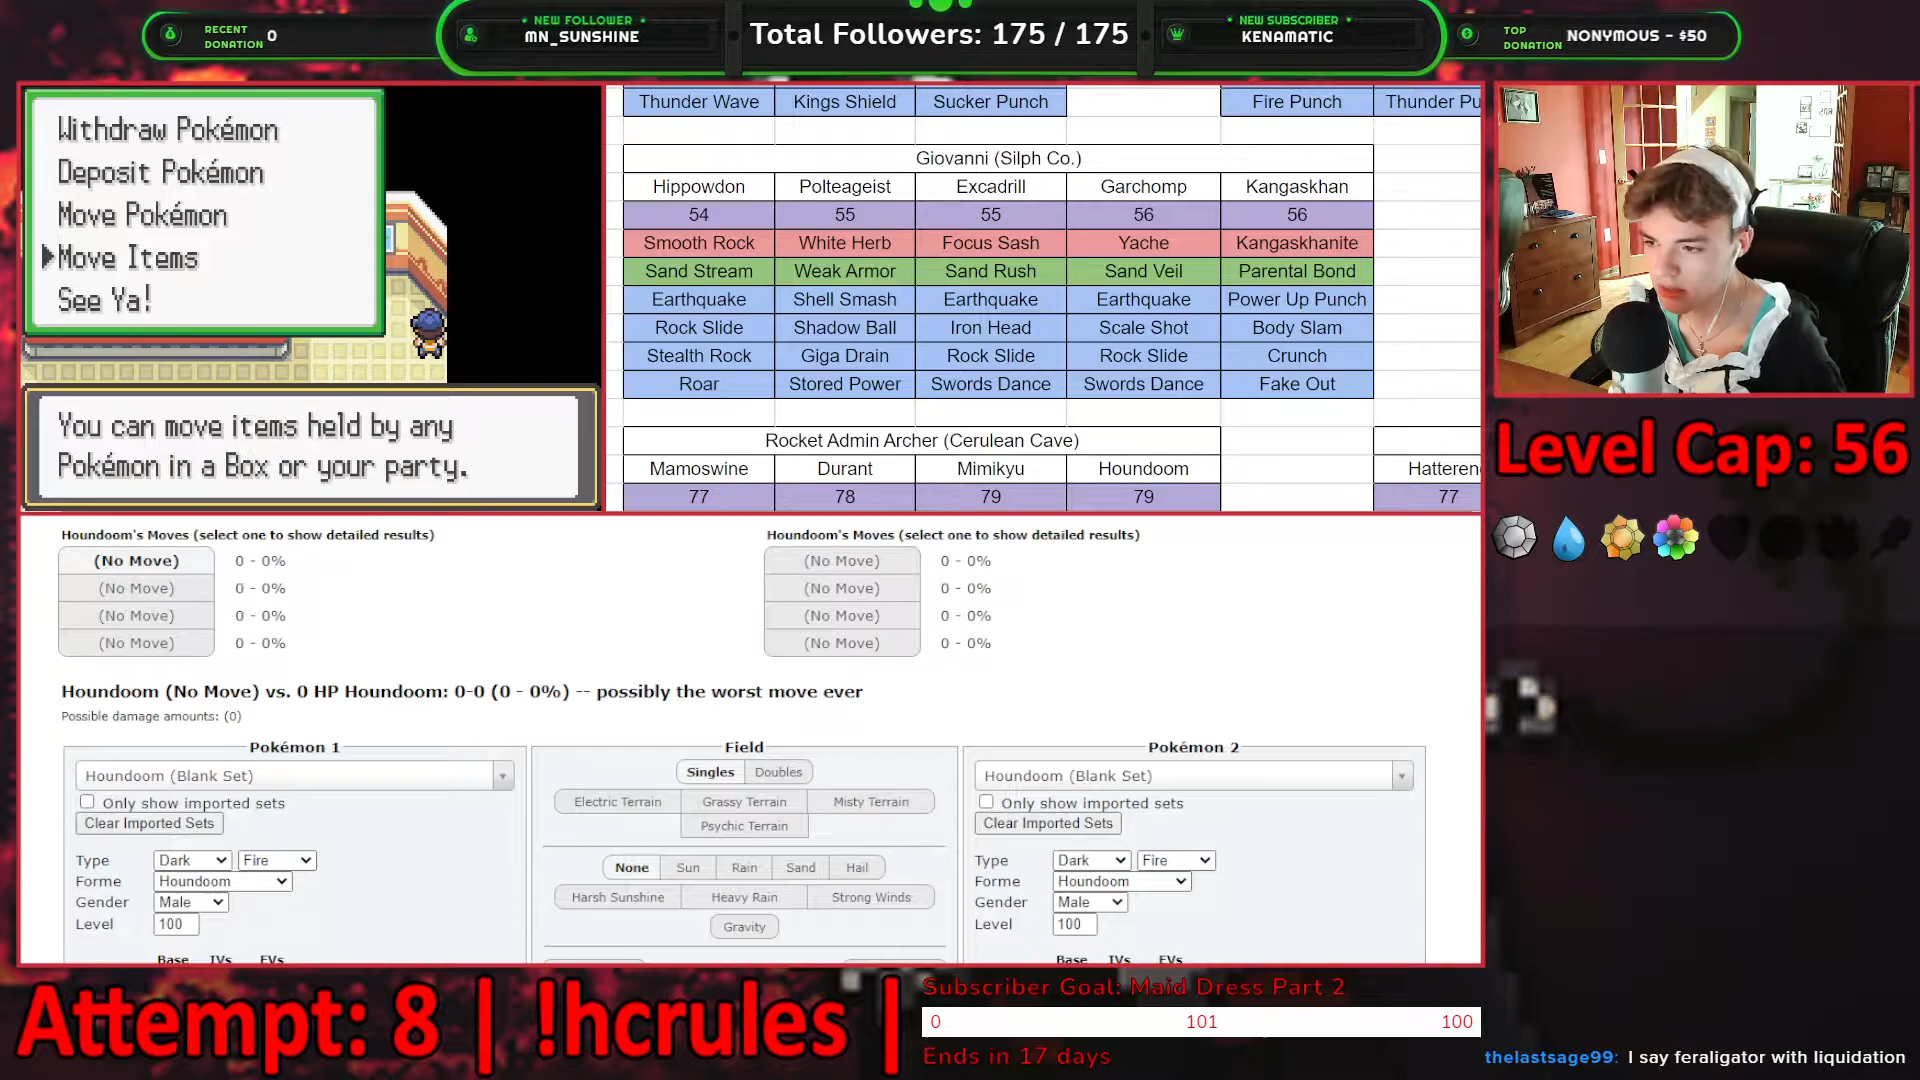 RECENT
DONATION 0
• NEW FOLLOWER •
MN_SUNSHINE
Total Followers: 175 / 175
• NEW SUBSCRIBER •
KENAMATIC
TOP
DONATION NONYMOUS - $50
Withdraw Pokémon
Deposit Pokémon
Move Pokémon
Move Items
See Ya!
You can move items held by any
Pokémon in a Box or your party.
Thunder Wave Kings Shield Sucker Punch Fire Punch Thunder Pu
Giovanni (Silph Co.)
Hippowdon Polteageist Excadrill Garchomp Kangaskhan
54 55 55 56 56
Smooth Rock White Herb Focus Sash Yache Kangaskhanite
Sand Stream Weak Armor Sand Rush Sand Veil Parental Bond
Earthquake Shell Smash Earthquake Earthquake Power Up Punch
Rock Slide Shadow Ball Iron Head Scale Shot Body Slam
Stealth Rock Giga Drain Rock Slide Rock Slide Crunch
Roar Stored Power Swords Dance Swords Dance Fake Out
Rocket Admin Archer (Cerulean Cave)
Mamoswine Durant Mimikyu Houndoom Hatteren
77 78 79 79 77
Level Cap: 56
Houndoom's Moves (select one to show detailed results) Houndoom's Moves (select one to show detailed results)
(No Move) 0 - 0% (No Move) 0 - 0%
(No Move) 0 - 0% (No Move) 0 - 0%
(No Move) 0 - 0% (No Move) 0 - 0%
(No Move) 0 - 0% (No Move) 0 - 0%
Houndoom (No Move) vs. 0 HP Houndoom: 0-0 (0 - 0%) -- possibly the worst move ever
Possible damage amounts: (0)
Pokémon 1
Houndoom (Blank Set)
Only show imported sets
Clear Imported Sets
Type Dark Fire
Forme Houndoom
Gender Male
Level 100
Base IVs EVs
Field
Singles Doubles
Electric Terrain Grassy Terrain Misty Terrain
Psychic Terrain
None Sun Rain Sand Hail
Harsh Sunshine Heavy Rain Strong Winds
Gravity
Pokémon 2
Houndoom (Blank Set)
Only show imported sets
Clear Imported Sets
Type Dark Fire
Forme Houndoom
Gender Male
Level 100
Base IVs EVs
Attempt: 8 | !hcrules |
Subscriber Goal: Maid Dress Part 2
0 101 100
Ends in 17 days
thelastsage99: I say feraligator with liquidation